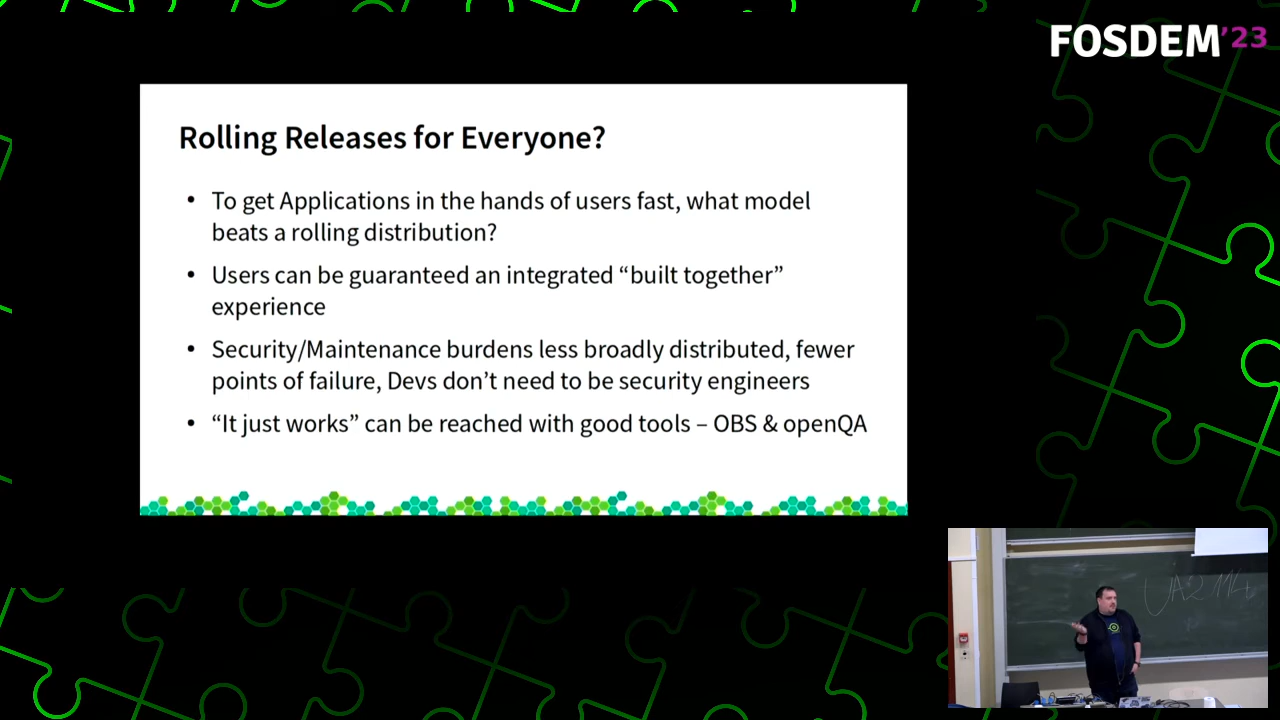 FOSDEM'23
Rolling Releases for Everyone?
• To get Applications in the hands of users fast, what model
beats a rolling distribution?
• Users can be guaranteed an integrated “built together”
experience
• Security/Maintenance burdens less broadly distributed, fewer
points of failure, Devs don’t need to be security engineers
• “It just works” can be reached with good tools – OBS & openQA